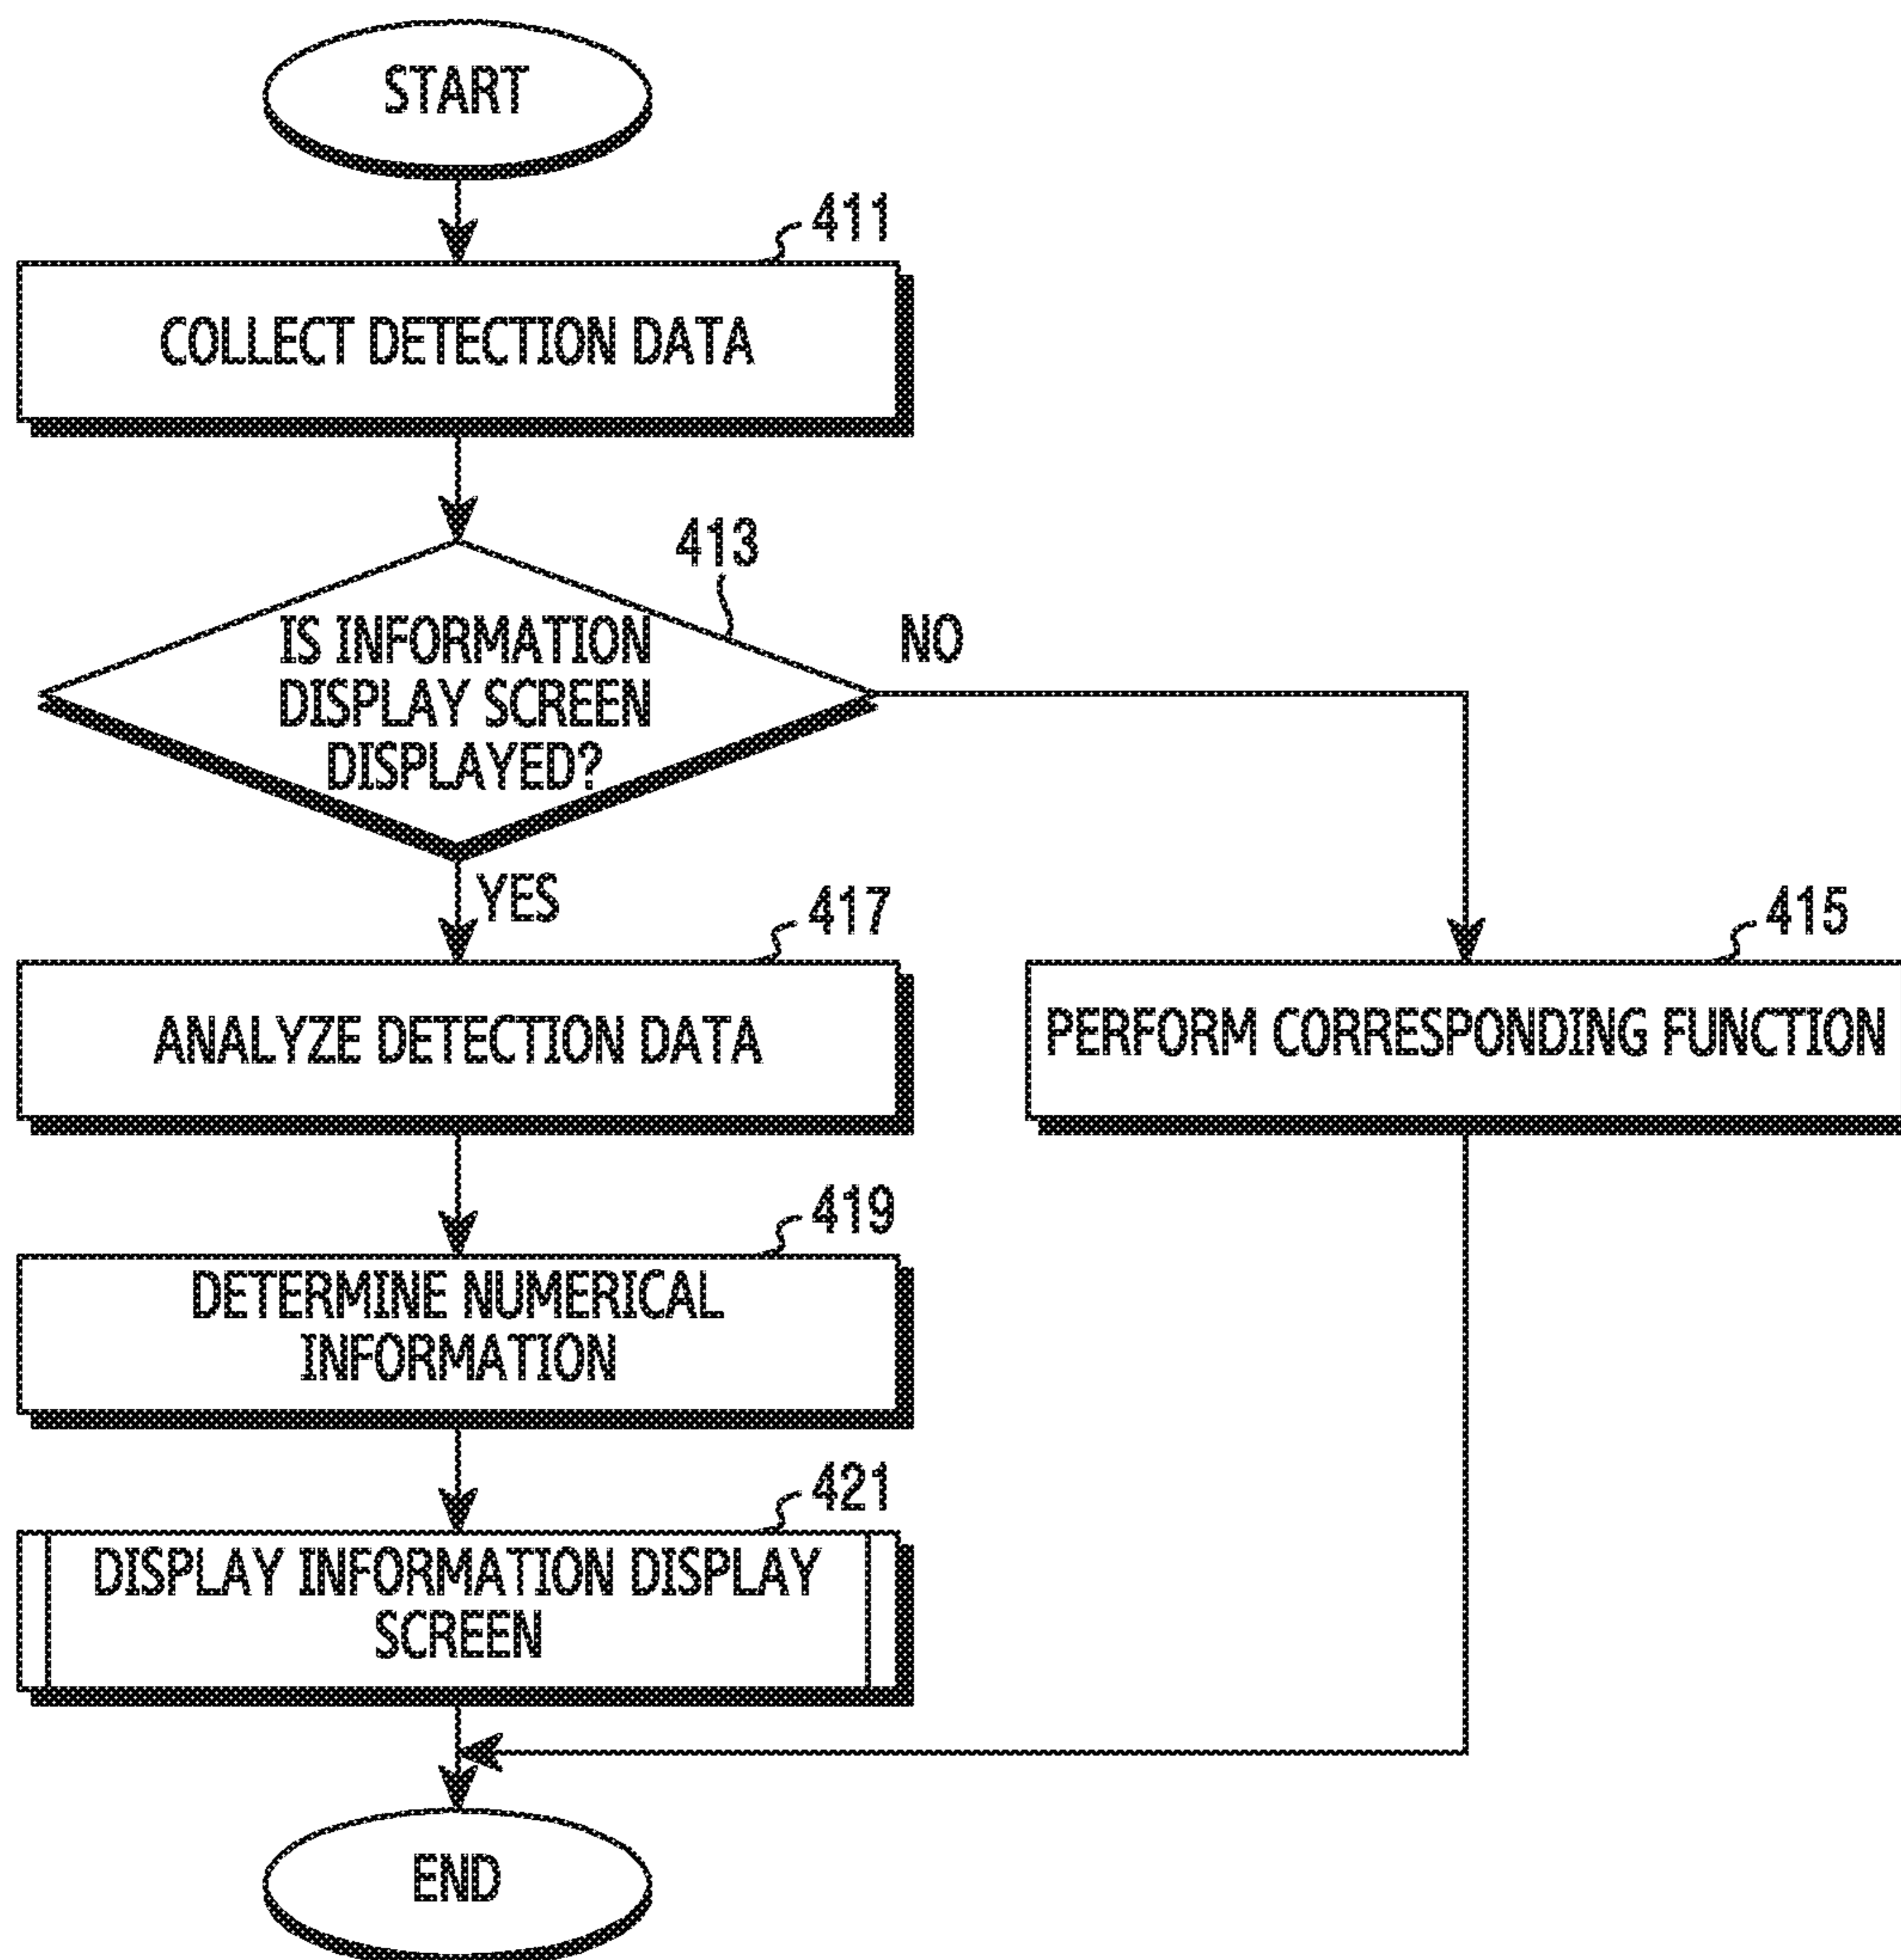 START
411
COLLECT DETECTION DATA
413
IS INFORMATION
DISPLAY SCREEN
DISPLAYED?
NO
YES
417
ANALYZE DETECTION DATA
415
PERFORM CORRESPONDING FUNCTION
419
DETERMINE NUMERICAL
INFORMATION
421
DISPLAY INFORMATION DISPLAY
SCREEN
END